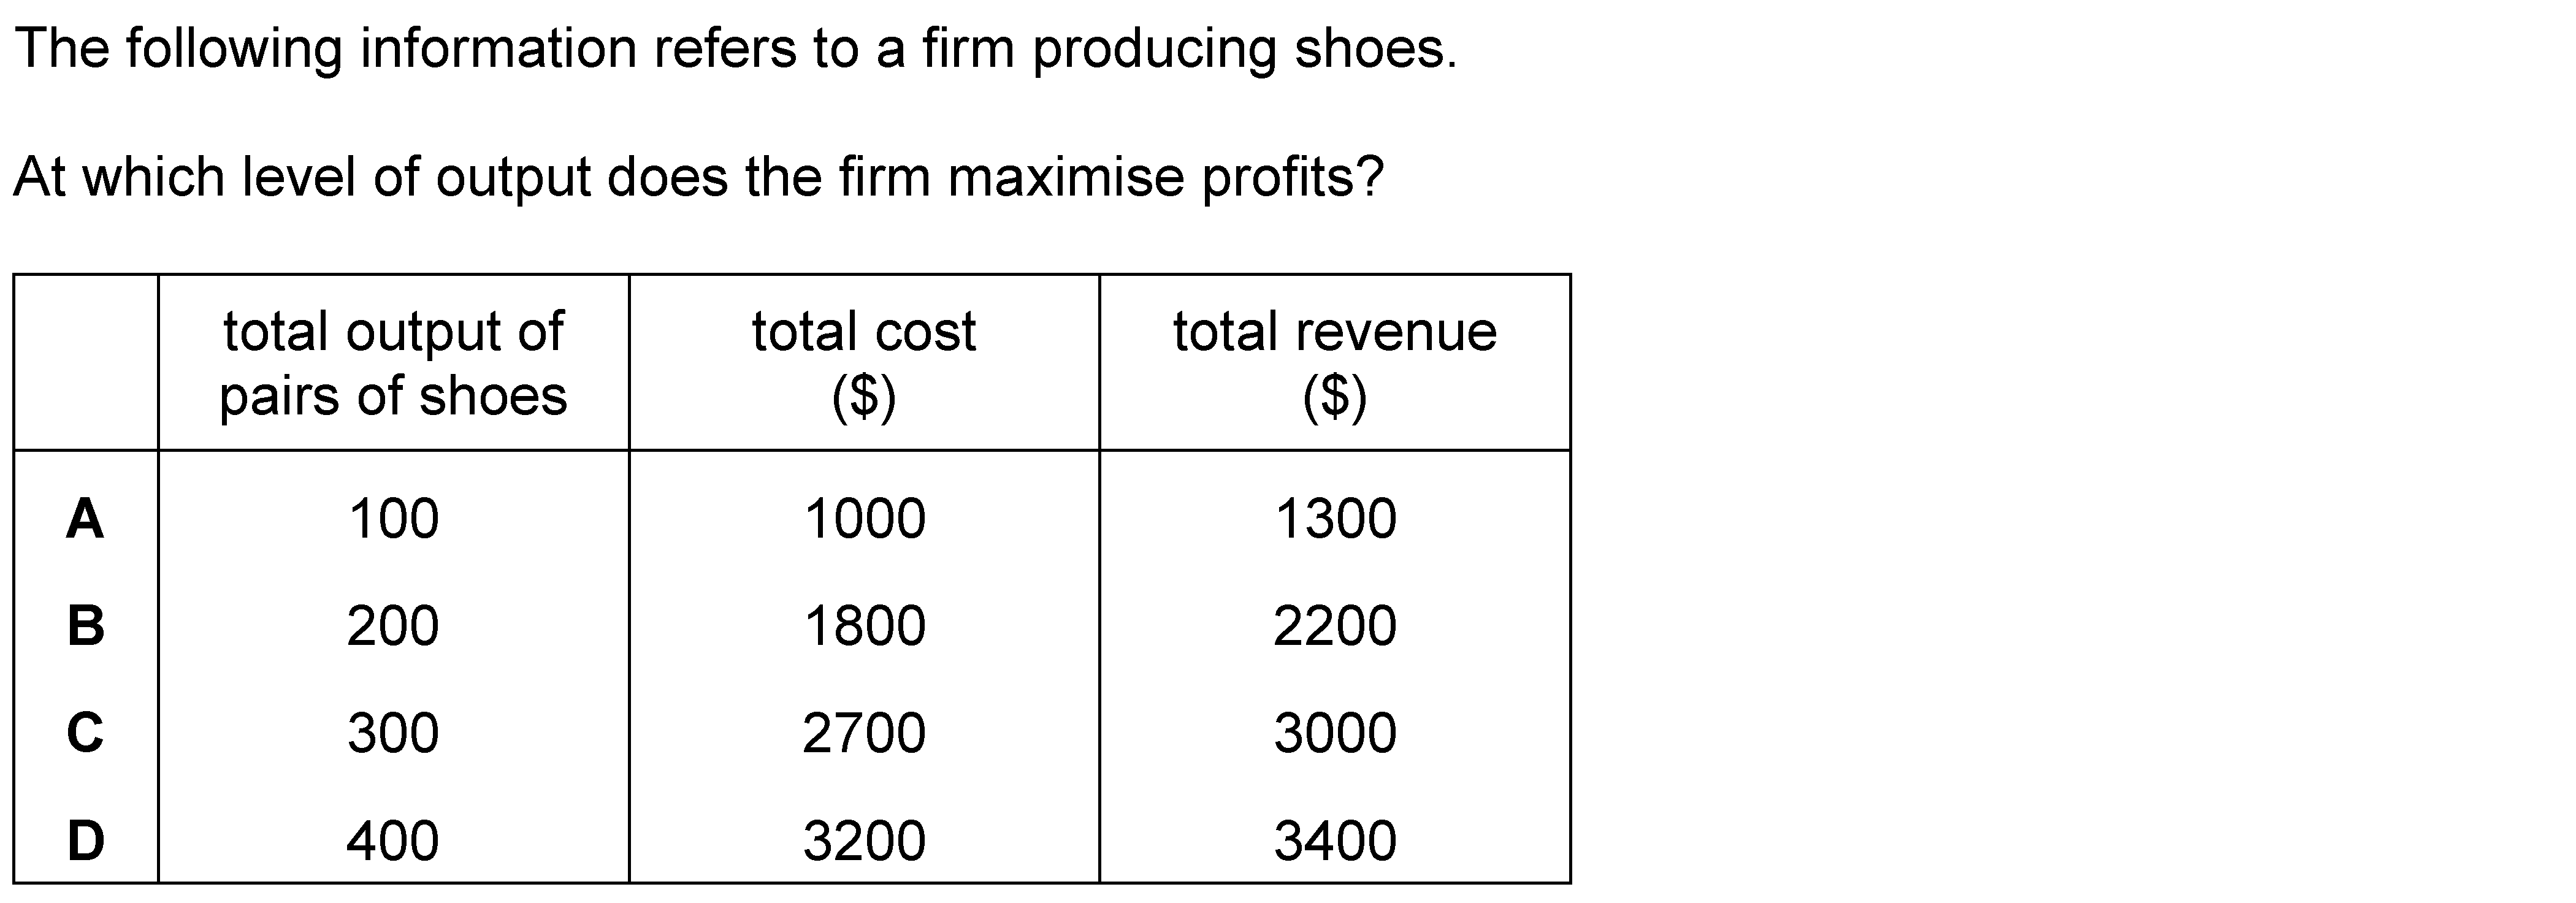 The following information refers to a firm producing shoes.
At which level of output does the firm maximise profits?
total output of pairs of shoes total cost ($) total revenue ($)
A 100 1000 1300
B 200 1800 2200
C 300 2700 3000
D 400 3200 3400